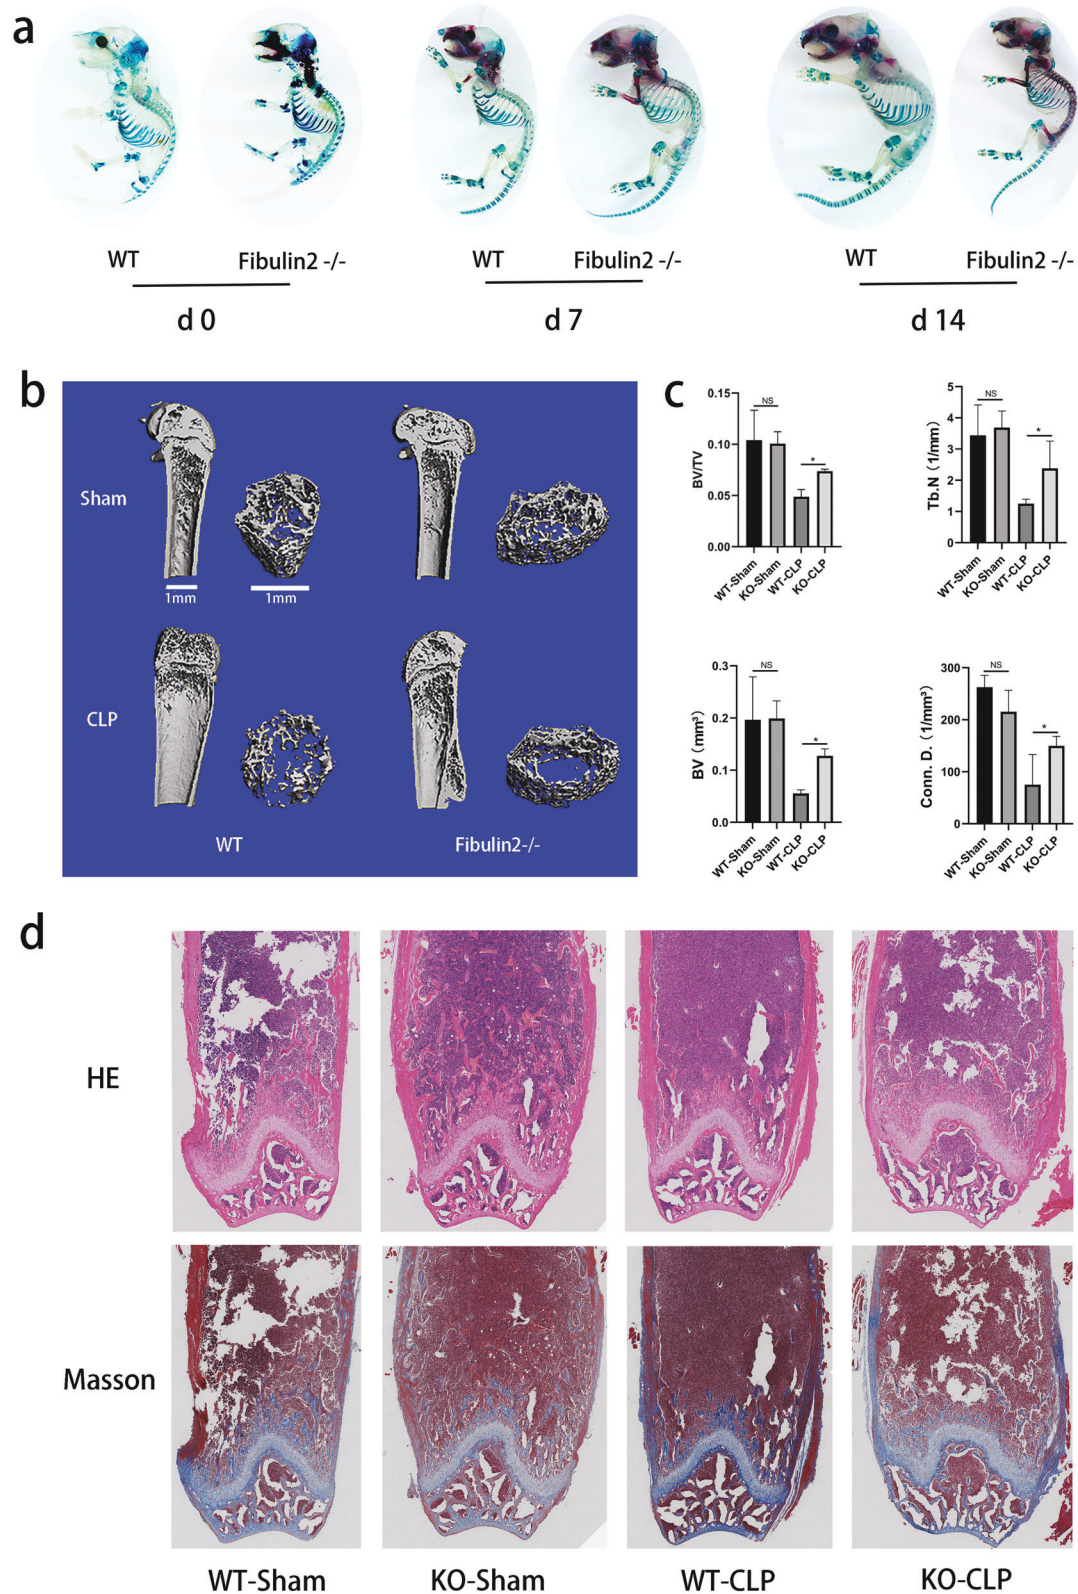 a
WT
Fibulin2 -/-
WT
Fibulin2 -/-
WT
Fibulin2 -/-
d 0
d 7
d 14
b
Sham
1mm
1mm
CLP
WT
Fibulin2-/-
c
BV/TV
0.15
0.10
0.05
0.00
NS
*
WT-Sham
KO-Sham
WT-CLP
KO-CLP
Tb.N (1/mm)
5
4
3
2
1
0
NS
*
WT-Sham
KO-Sham
WT-CLP
KO-CLP
BV (mm³)
0.3
0.2
0.1
0.0
NS
*
WT-Sham
KO-Sham
WT-CLP
KO-CLP
Conn. D. (1/mm³)
300
200
100
0
NS
*
WT-Sham
KO-Sham
WT-CLP
KO-CLP
d
HE
Masson
WT-Sham
KO-Sham
WT-CLP
KO-CLP